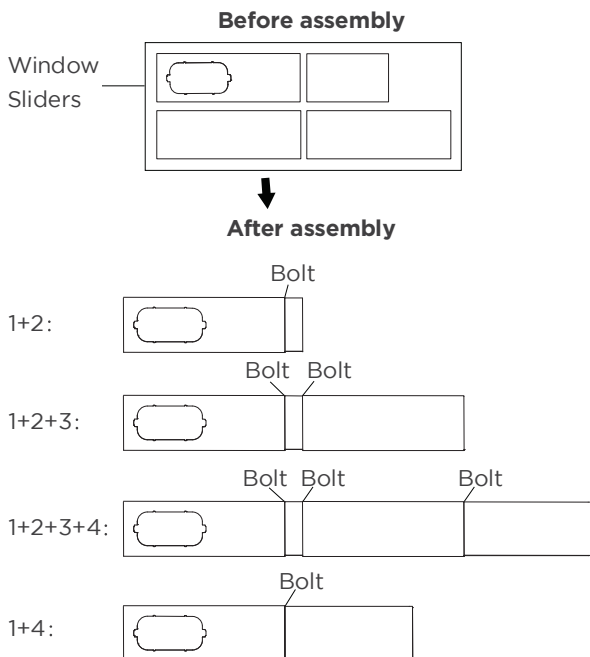 Before assembly
Window
Sliders
After assembly
Bolt
1+2:
Bolt Bolt
1+2+3:
Bolt Bolt Bolt
1+2+3+4:
Bolt
1+4: